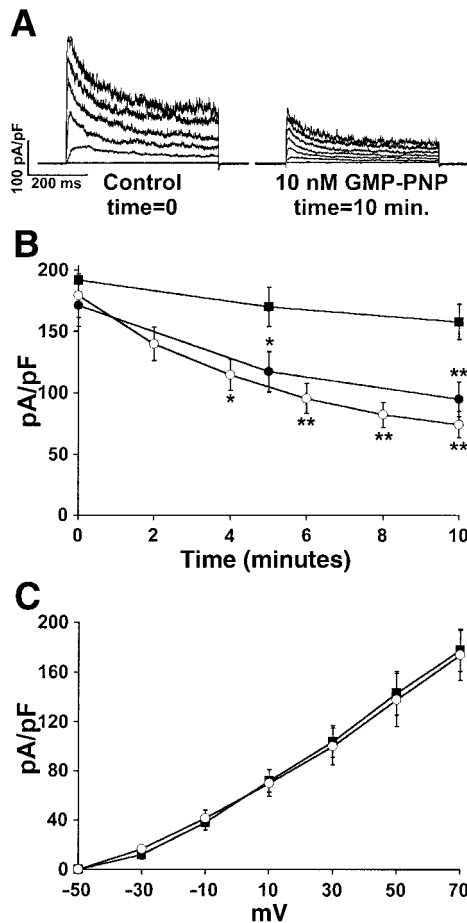 A
100 pA/pF
200 ms
Control
time=0
10 nM GMP-PNP
time=10 min.
B
200
150
100
50
0
pA/pF
*
**
*
**
**
**
0 2 4 6 8 10
Time (minutes)
C
200
160
120
80
40
0
pA/pF
-50 -30 -10 10 30 50 70
mV